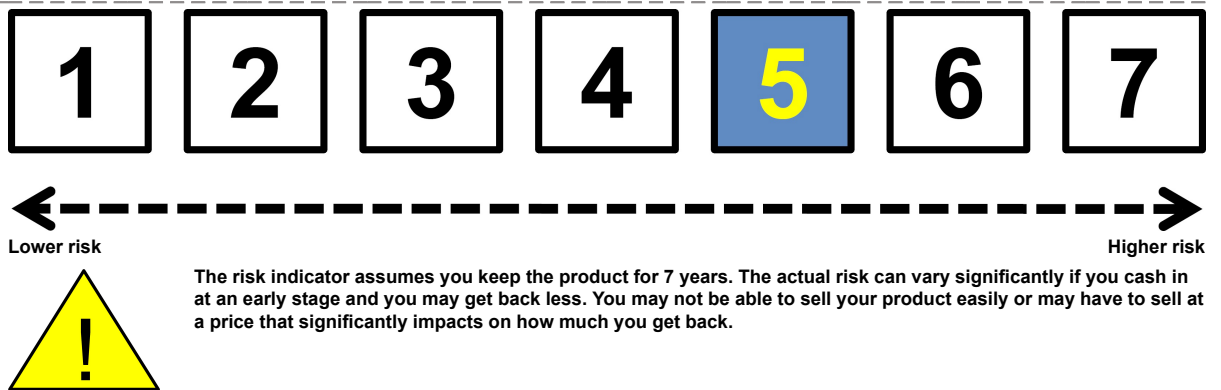 1 2 3 4 5 6 7
Lower risk Higher risk
The risk indicator assumes you keep the product for 7 years. The actual risk can vary significantly if you cash in
at an early stage and you may get back less. You may not be able to sell your product easily or may have to sell at
a price that significantly impacts on how much you get back.
!